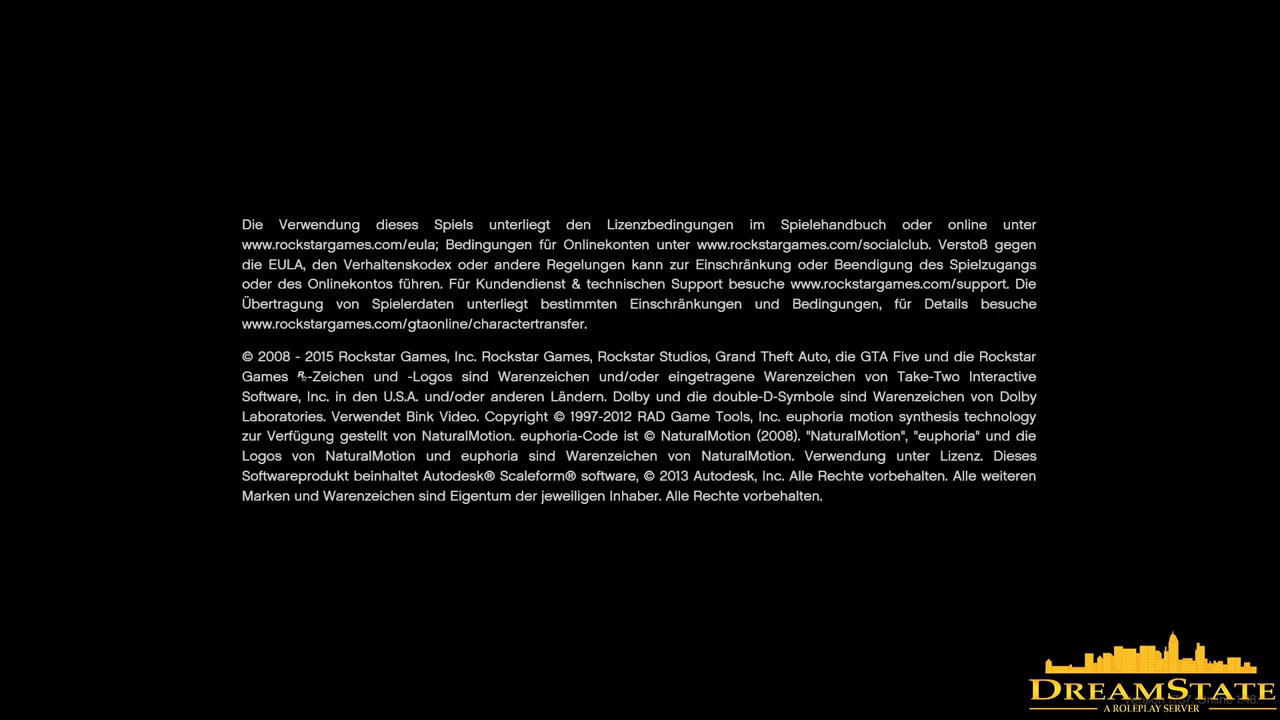 Die Verwendung dieses Spiels unterliegt den Lizenzbedingungen im Spielehandbuch oder online unter
www.rockstargames.com/eula; Bedingungen für Onlinekonten unter www.rockstargames.com/socialclub. Verstoß gegen
die EULA, den Verhaltenskodex oder andere Regelungen kann zur Einschränkung oder Beendigung des Spielzugangs
oder des Onlinekontos führen. Für Kundendienst & technischen Support besuche www.rockstargames.com/support. Die
Übertragung von Spielerdaten unterliegt bestimmten Einschränkungen und Bedingungen, für Details besuche
www.rockstargames.com/gtaonline/charactertransfer.
© 2008 - 2015 Rockstar Games, Inc. Rockstar Games, Rockstar Studios, Grand Theft Auto, die GTA Five und die Rockstar
Games R*-Zeichen und -Logos sind Warenzeichen und/oder eingetragene Warenzeichen von Take-Two Interactive
Software, Inc. in den U.S.A. und/oder anderen Ländern. Dolby und die double-D-Symbole sind Warenzeichen von Dolby
Laboratories. Verwendet Bink Video. Copyright © 1997-2012 RAD Game Tools, Inc. euphoria motion synthesis technology
zur Verfügung gestellt von NaturalMotion. euphoria-Code ist © NaturalMotion (2008). "NaturalMotion", "euphoria" und die
Logos von NaturalMotion und euphoria sind Warenzeichen von NaturalMotion. Verwendung unter Lizenz. Dieses
Softwareprodukt beinhaltet Autodesk® Scaleform® software, © 2013 Autodesk, Inc. Alle Rechte vorbehalten. Alle weiteren
Marken und Warenzeichen sind Eigentum der jeweiligen Inhaber. Alle Rechte vorbehalten.
DREAMSTATE
A ROLEPLAY SERVER